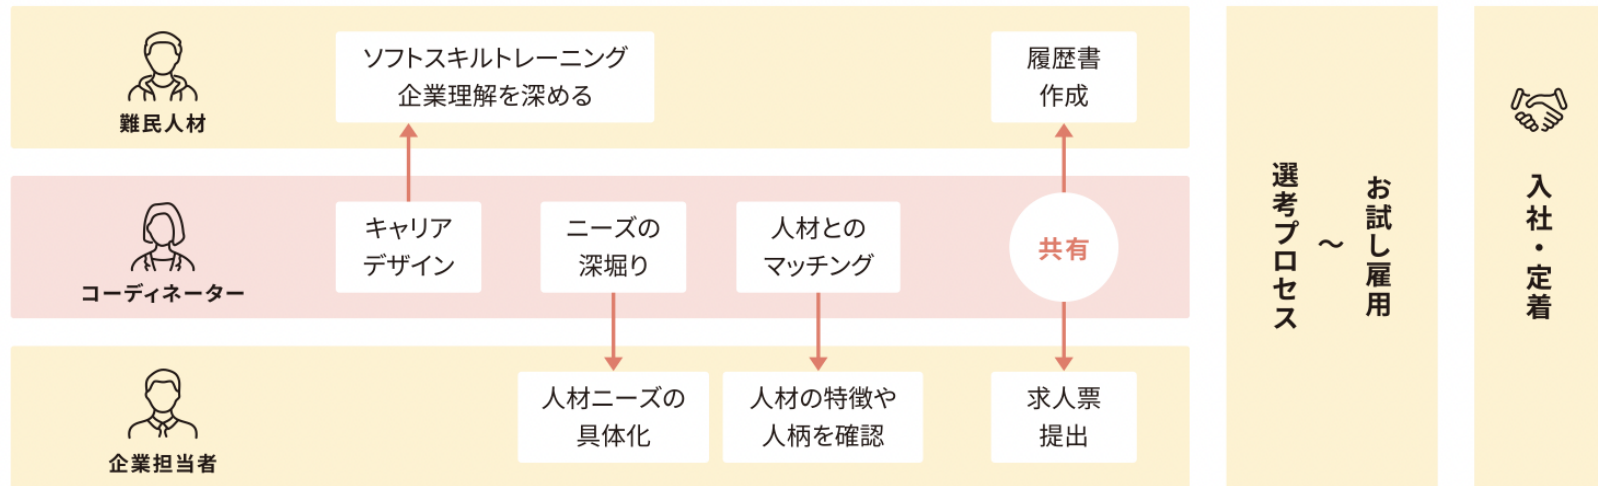 難民人材
ソフトスキルトレーニング
企業理解を深める
履歴書
作成
コーディネーター
キャリア
デザイン
ニーズの
深堀り
人材との
マッチング
共有
企業担当者
人材ニーズの
具体化
人材の特徴や
人柄を確認
求人票
提出
選考プロセス
〜
お試し雇用
入社・定着